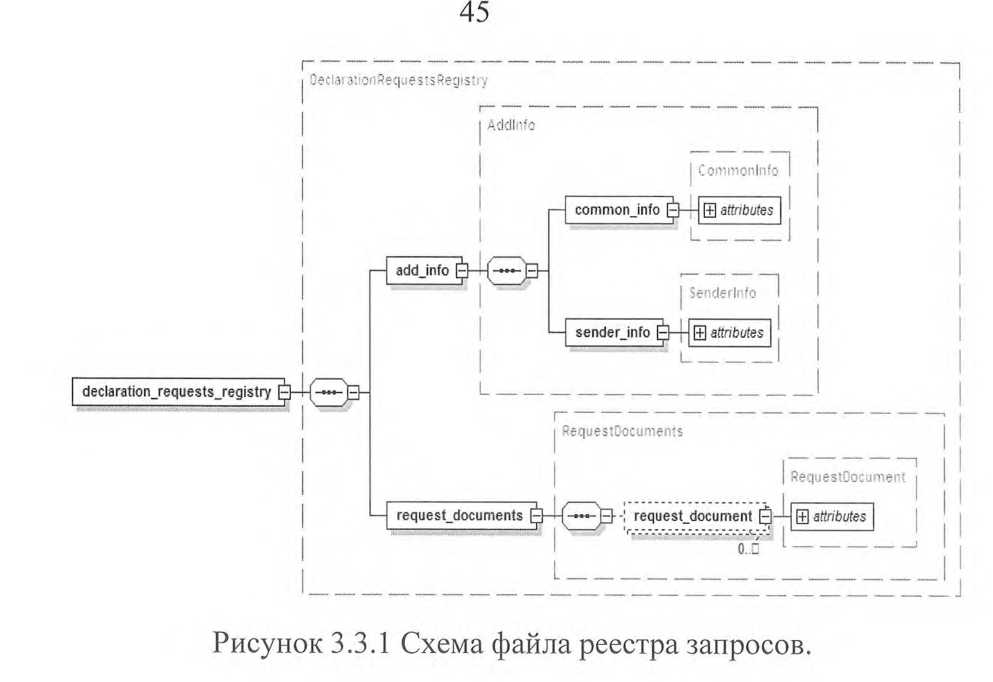 45
DeclarationRequestsRegistry
AddInfo
CommonInfo
common_info
attributes
add_info
SenderInfo
sender_info
attributes
declaration_requests_registry
RequestDocuments
RequestDocument
request_documents
request_document
attributes
0..□
Рисунок 3.3.1 Схема файла реестра запросов.